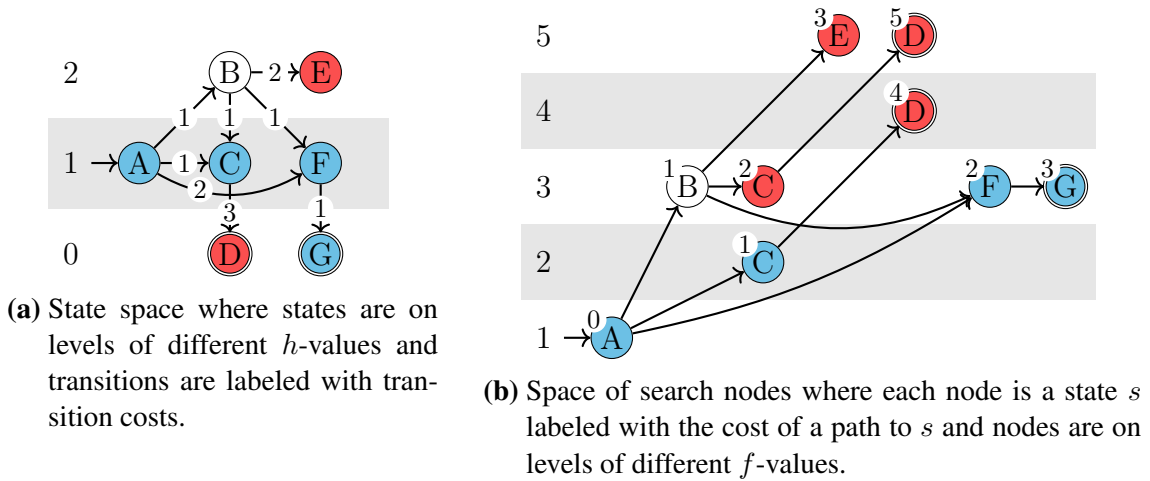 2
B
2
E
1
1
1
1
A
1
C
F
2
3
1
0
D
G
(a) State space where states are on
levels of different h-values and
transitions are labeled with tran-
sition costs.
5
3
E
5
D
4
4
D
3
1
B
2
C
2
F
3
G
2
1
C
1
0
A
(b) Space of search nodes where each node is a state s
labeled with the cost of a path to s and nodes are on
levels of different f-values.